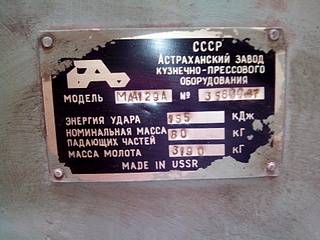 СССР
АСТРАХАНСКИЙ ЗАВОД
КУЗНЕЧНО-ПРЕССОВОГО
ОБОРУДОВАНИЯ
МОДЕЛЬ МА4129А №
ЭНЕРГИЯ УДАРА кДж
НОМИНАЛЬНАЯ МАССА 80 кГ
ПАДАЮЩИХ ЧАСТЕЙ
МАССА МОЛОТА 3190 кГ
MADE IN USSR